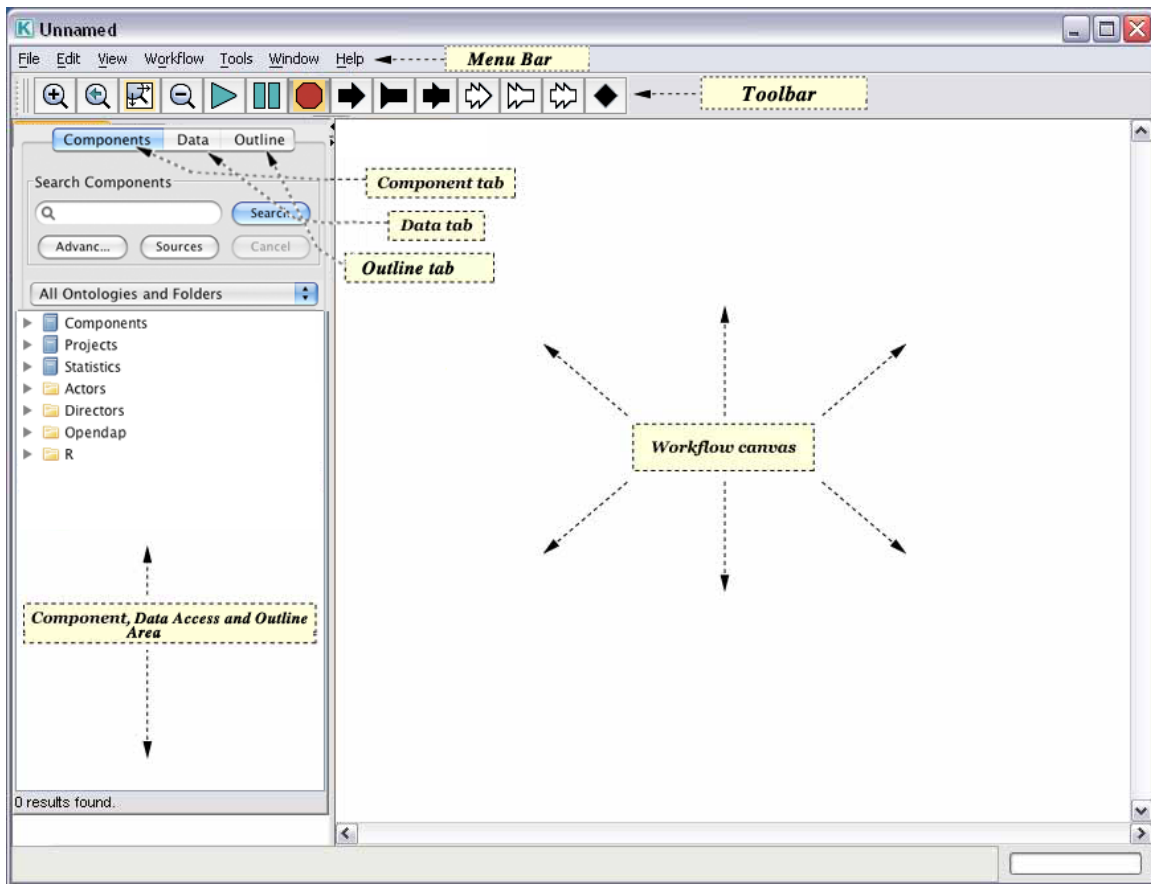 K Unnamed
File Edit View Workflow Tools Window Help
Menu Bar
Toolbar
Components Data Outline
Search Components
Search
Advanc... Sources Cancel
Component tab
Data tab
Outline tab
All Ontologies and Folders
Components
Projects
Statistics
Actors
Directors
Opendap
R
Workflow canvas
Component, Data Access and Outline
Area
0 results found.